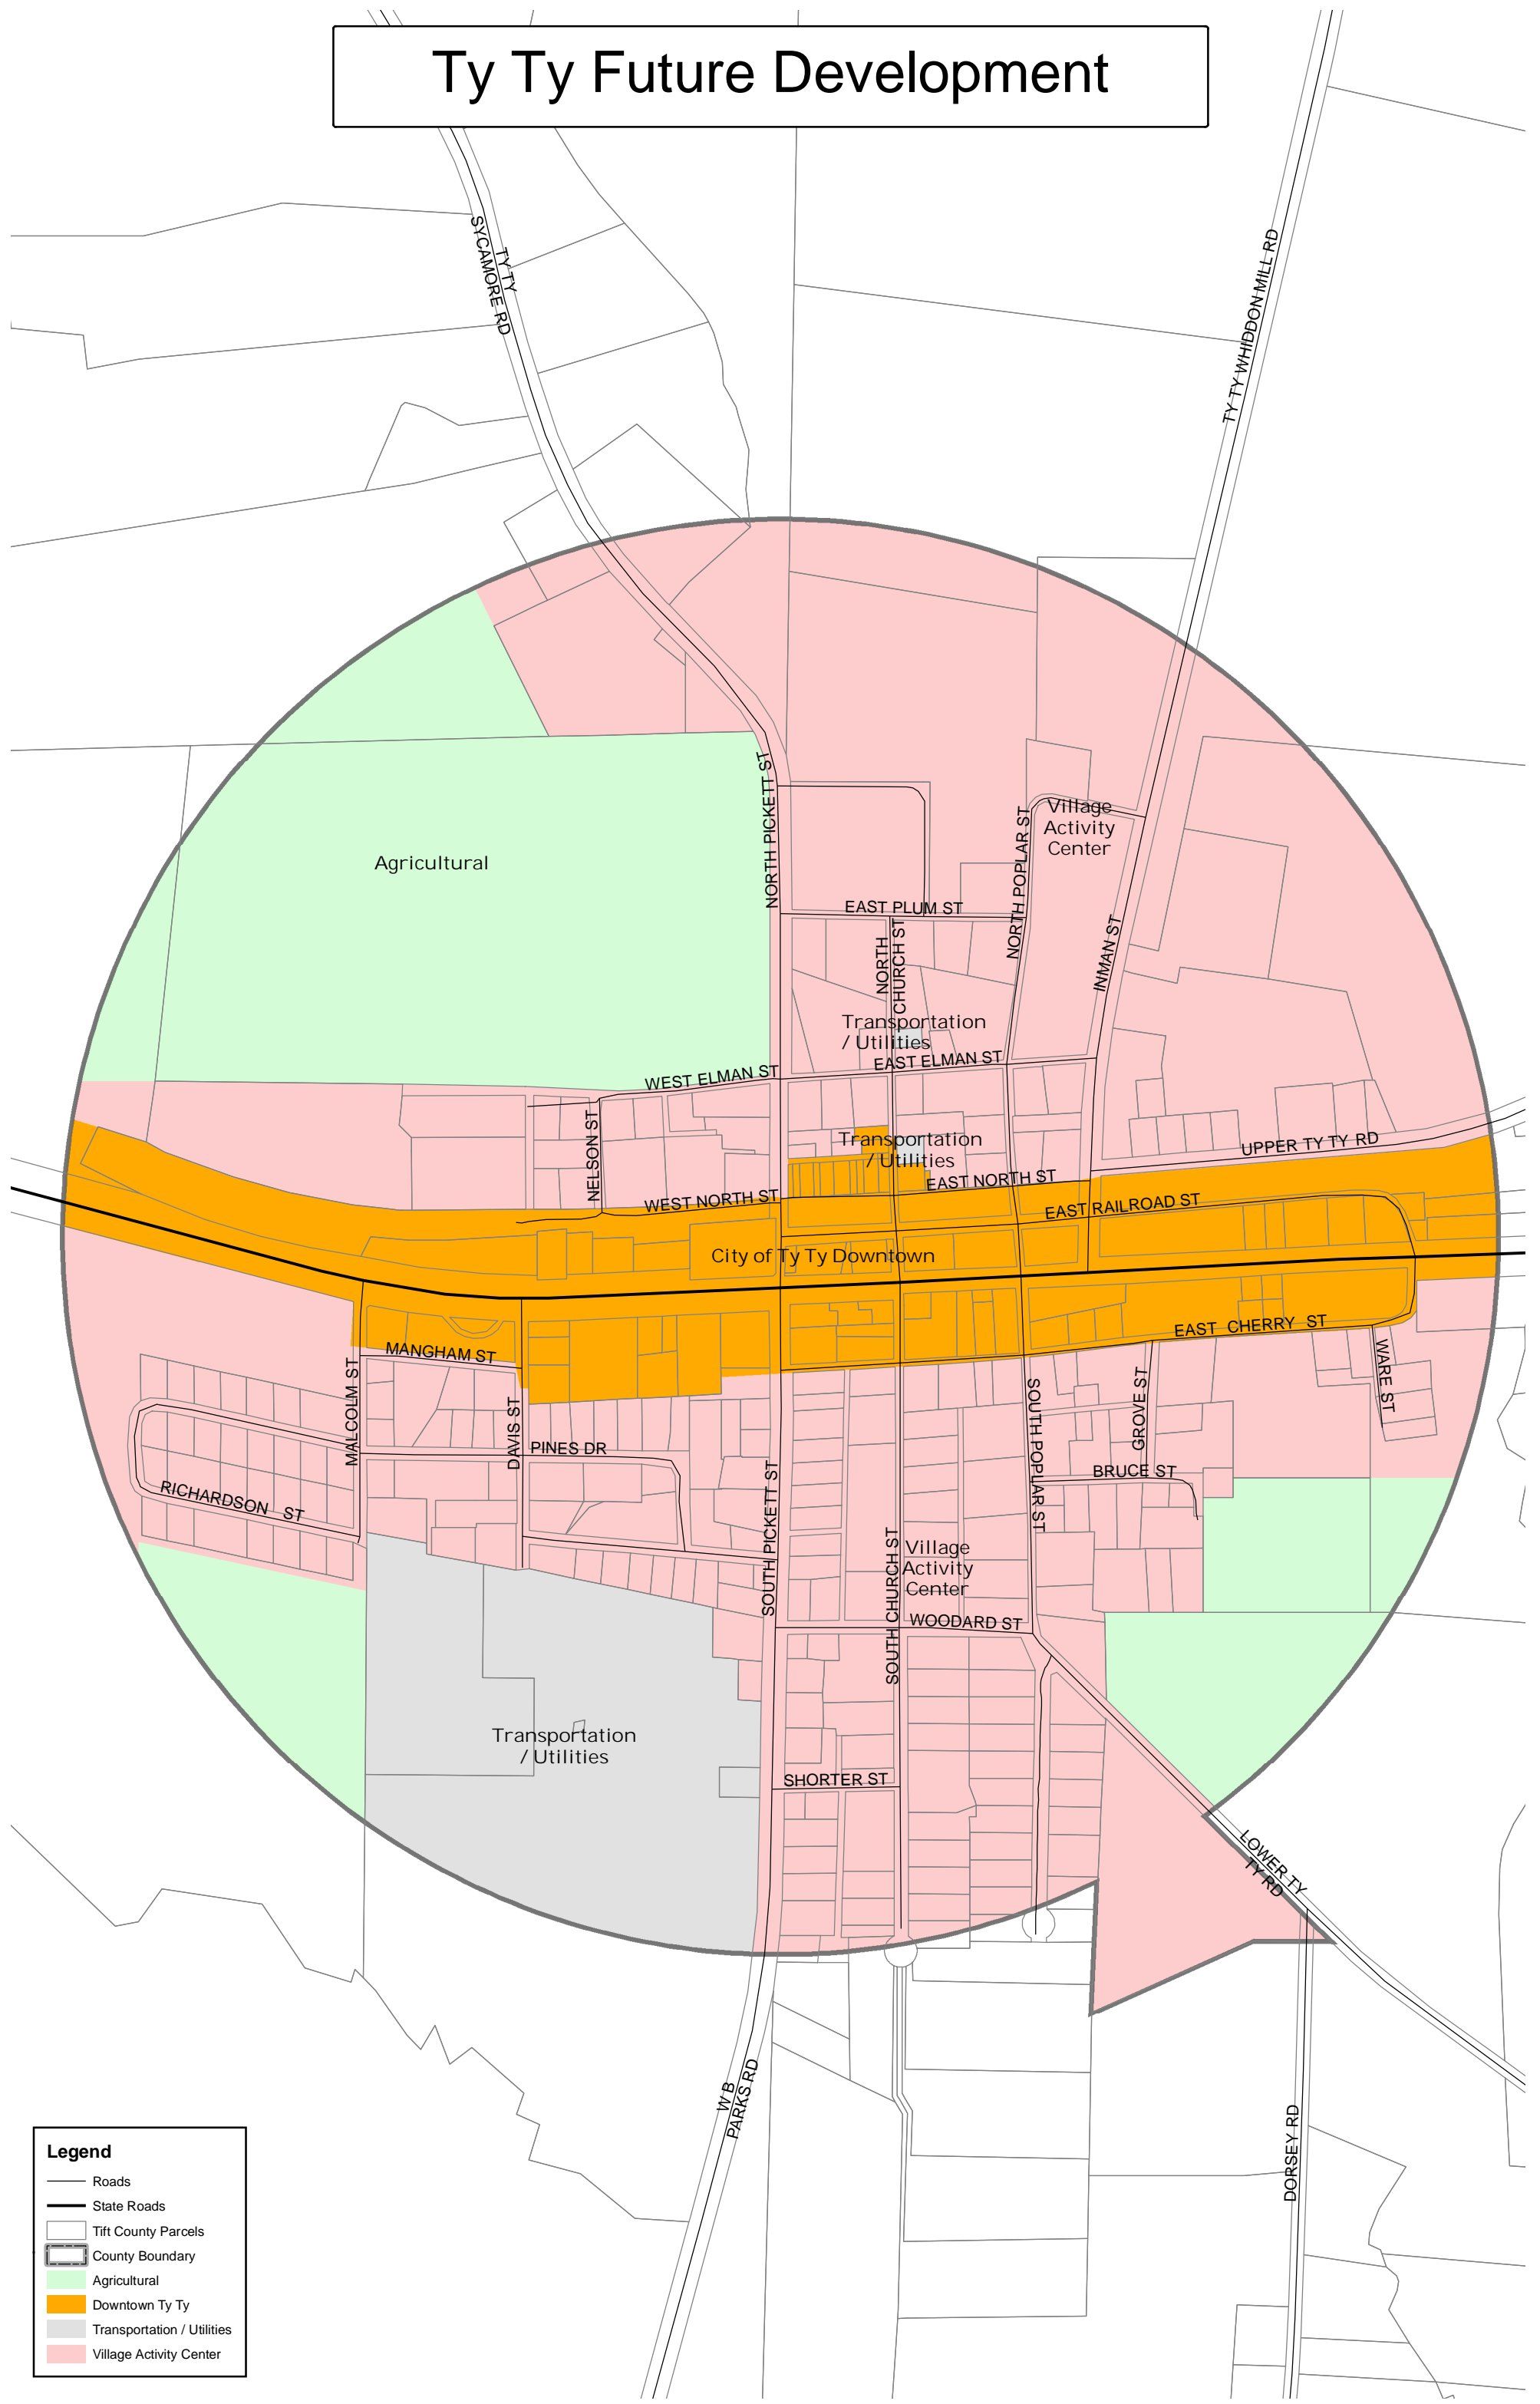 Ty Ty Future Development
TY TY
SYCAMORE RD
TY TY WHIDDON MILL RD
NORTH PICKETT ST
Village
Activity
Center
NORTH POPLAR ST
Agricultural
EAST PLUM ST
NORTH
CHURCH ST
INMAN ST
Transportation
/ Utilities
EAST ELMAN ST
WEST ELMAN ST
NELSON ST
Transportation
/ Utilities
UPPER TY TY RD
EAST NORTH ST
WEST NORTH ST
EAST RAILROAD ST
City of Ty Ty Downtown
EAST CHERRY ST
MANGHAM ST
WARE ST
MALCOLM ST
DAVIS ST
SOUTH POPLAR ST
GROVE ST
PINES DR
BRUCE ST
RICHARDSON ST
SOUTH PICKETT ST
SOUTH CHURCH ST
Village
Activity
Center
WOODARD ST
Transportation
/ Utilities
SHORTER ST
LOWER TY
TY RD
W B
PARKS RD
DORSEY RD
Legend
Roads
State Roads
Tift County Parcels
County Boundary
Agricultural
Downtown Ty Ty
Transportation / Utilities
Village Activity Center